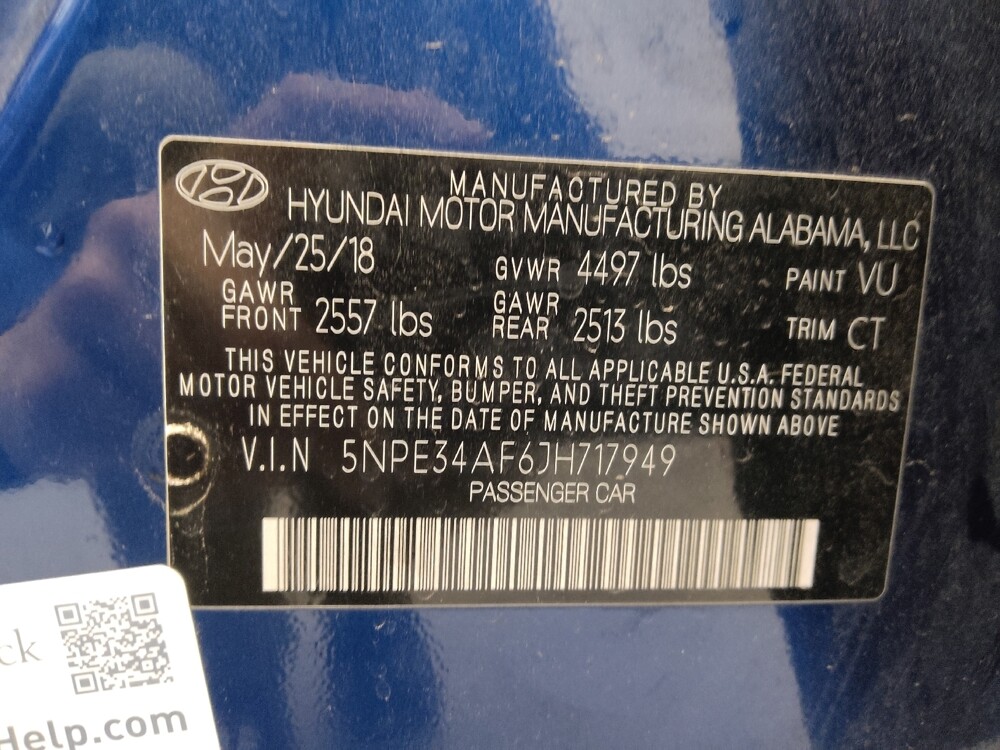 MANUFACTURED BY
HYUNDAI MOTOR MANUFACTURING ALABAMA, LLC
May/25/18 GVWR 4497 lbs PAINT VU
GAWR FRONT 2557 lbs GAWR REAR 2513 lbs TRIM CT
THIS VEHICLE CONFORMS TO ALL APPLICABLE U.S.A. FEDERAL
MOTOR VEHICLE SAFETY, BUMPER, AND THEFT PREVENTION STANDARDS
IN EFFECT ON THE DATE OF MANUFACTURE SHOWN ABOVE
V.I.N 5NPE34AF6JH717949
PASSENGER CAR
ck
Help.com